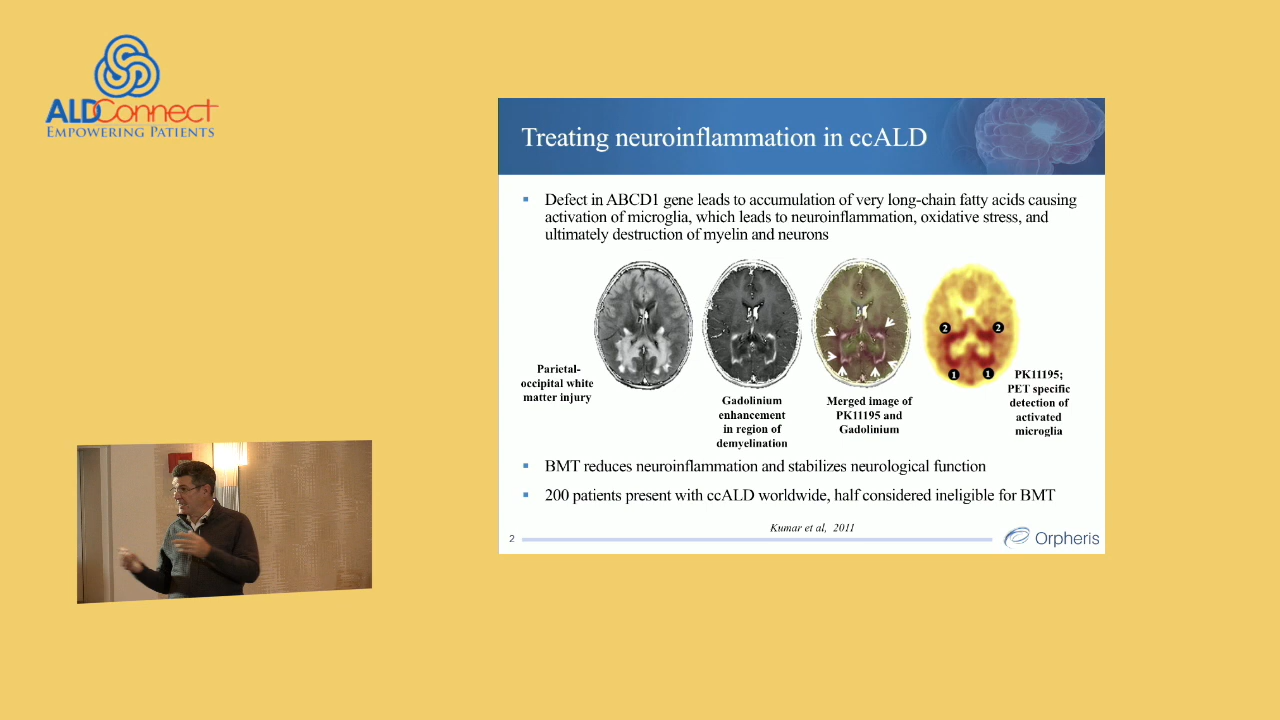 ALDConnect
EMPOWERING PATIENTS
Treating neuroinflammation in ccALD
Defect in ABCD1 gene leads to accumulation of very long-chain fatty acids causing
activation of microglia, which leads to neuroinflammation, oxidative stress, and
ultimately destruction of myelin and neurons
Parietal-
occipital white
matter injury
Gadolinium
enhancement
in region of
demyelination
Merged image of
PK11195 and
Gadolinium
2
2
1
1
PK11195;
PET specific
detection of
activated
microglia
BMT reduces neuroinflammation and stabilizes neurological function
200 patients present with ccALD worldwide, half considered ineligible for BMT
Kumar et al, 2011
2
Orpheris